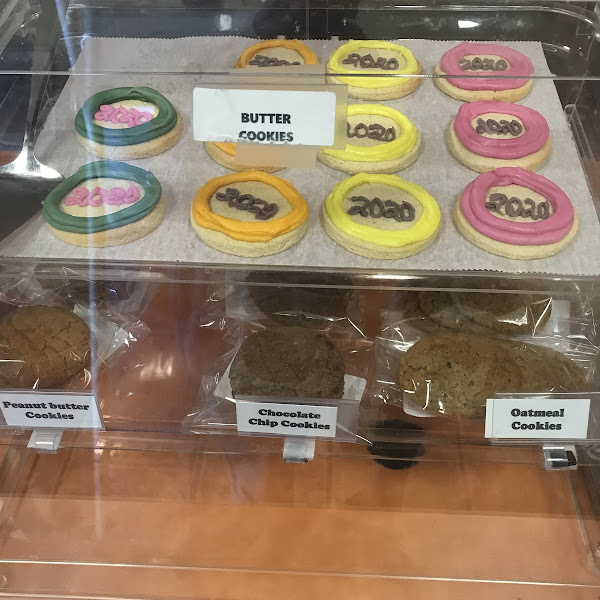 2020 2020 2020
2020 2020 2020
2020 2020 2020 2020
BUTTER
COOKIES
Peanut butter
Cookies
Chocolate
Chip Cookies
Oatmeal
Cookies